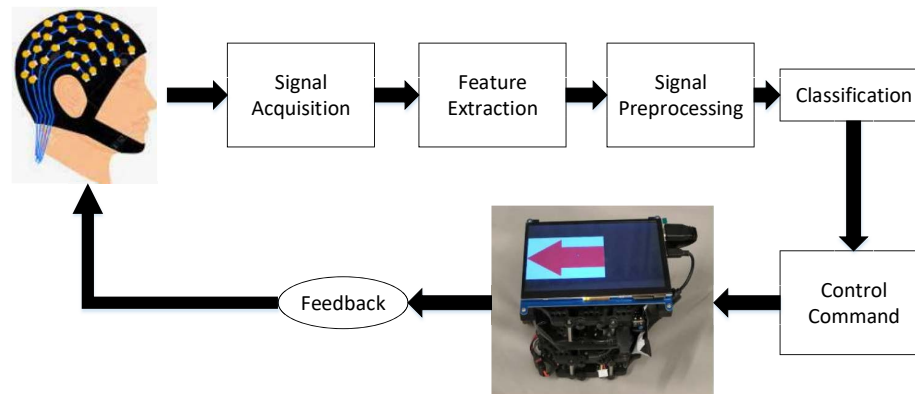 Signal
Acquisition
Feature
Extraction
Signal
Preprocessing
Classification
Feedback
Control
Command